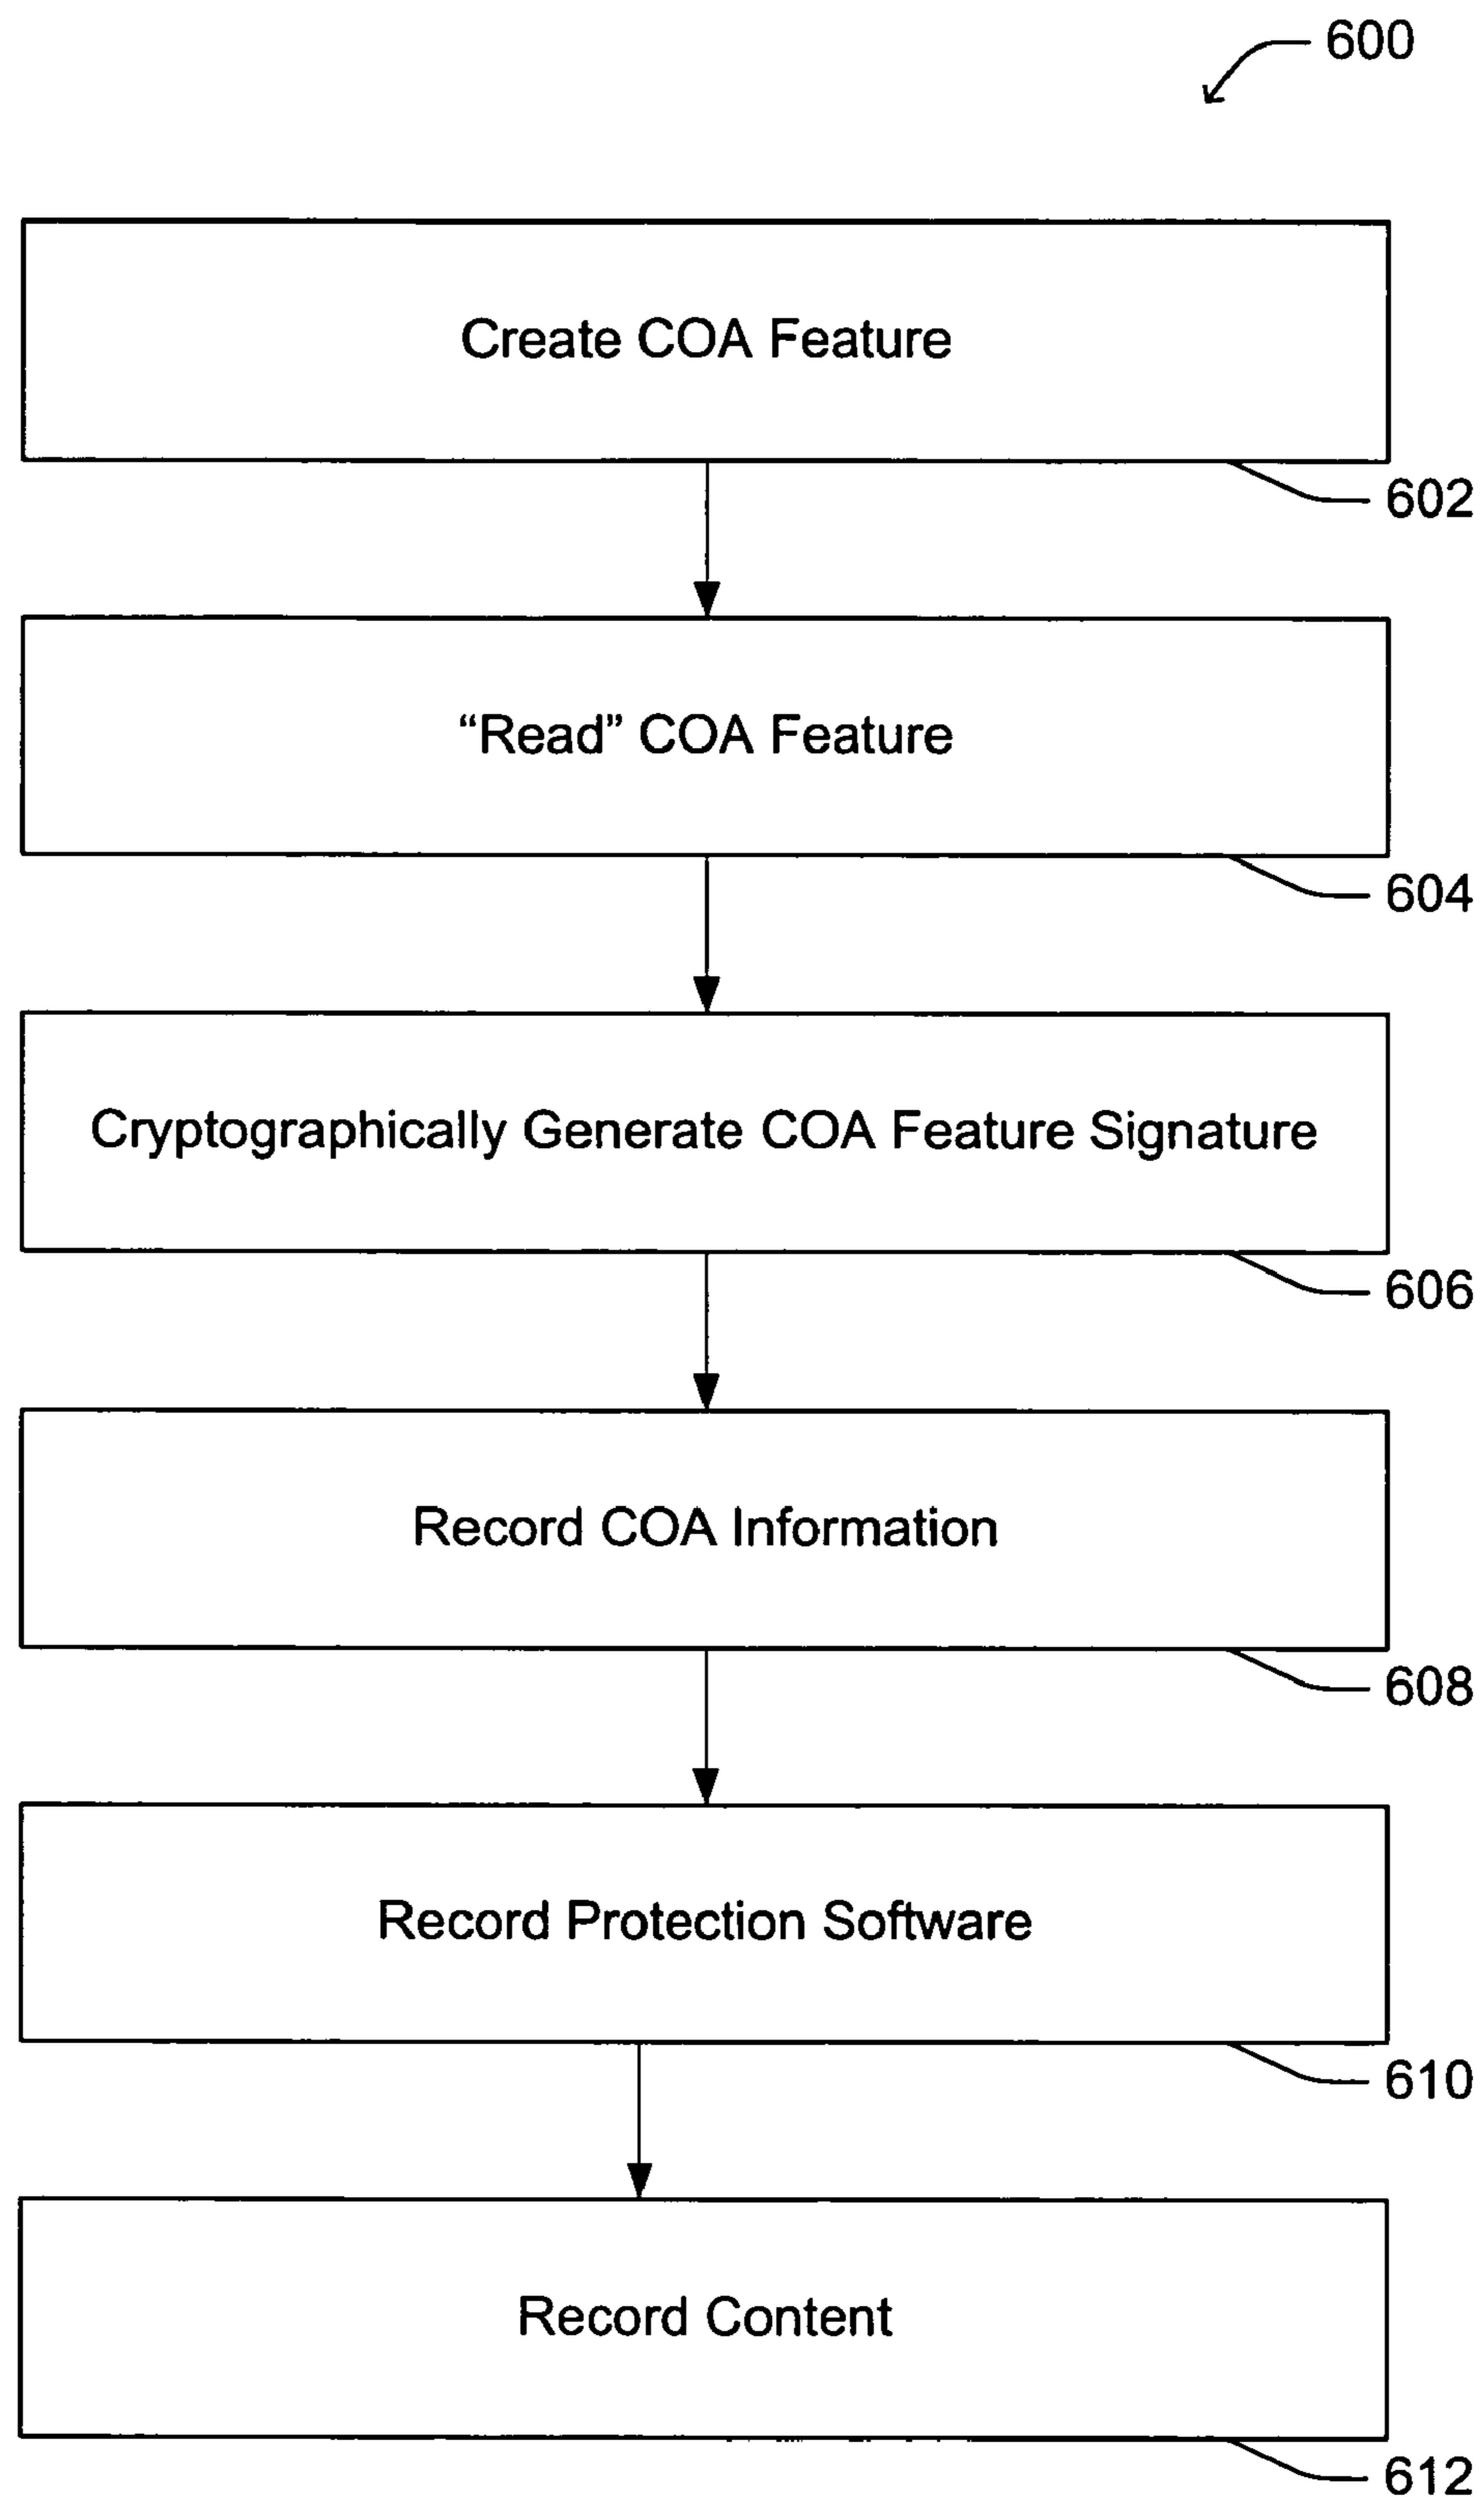 600
Create COA Feature
602
“Read” COA Feature
604
Cryptographically Generate COA Feature Signature
606
Record COA Information
608
Record Protection Software
610
Record Content
612